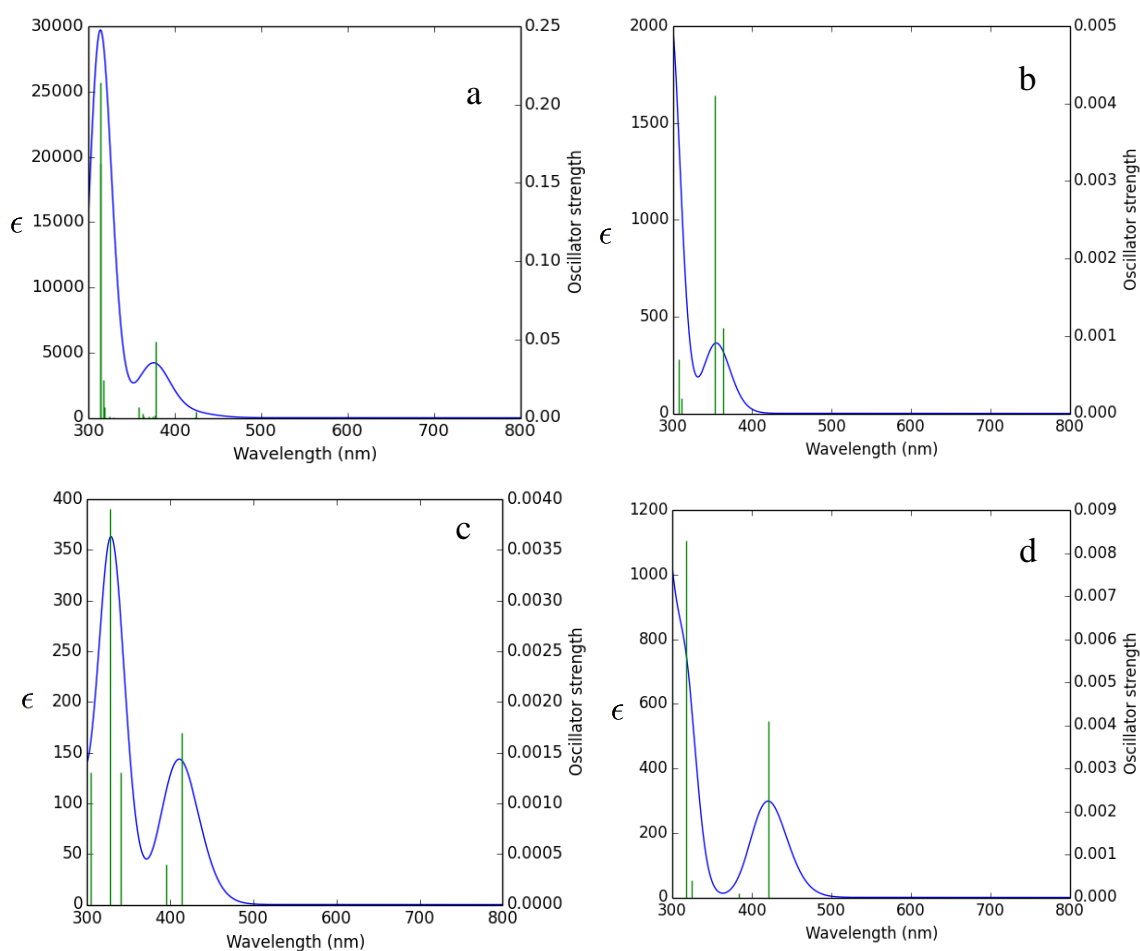 30000
25000
20000
15000
10000
5000
0
ϵ
0.25
0.20
0.15
0.10
0.05
0.00
Oscillator strength
300 400 500 600 700 800
Wavelength (nm)
a
2000
1500
1000
500
0
ϵ
0.005
0.004
0.003
0.002
0.001
0.000
Oscillator strength
300 400 500 600 700 800
Wavelength (nm)
b
400
350
300
250
200
150
100
50
0
ϵ
0.0040
0.0035
0.0030
0.0025
0.0020
0.0015
0.0010
0.0005
0.0000
Oscillator strength
300 400 500 600 700 800
Wavelength (nm)
c
1200
1000
800
600
400
200
0
ϵ
0.009
0.008
0.007
0.006
0.005
0.004
0.003
0.002
0.001
0.000
Oscillator strength
300 400 500 600 700 800
Wavelength (nm)
d